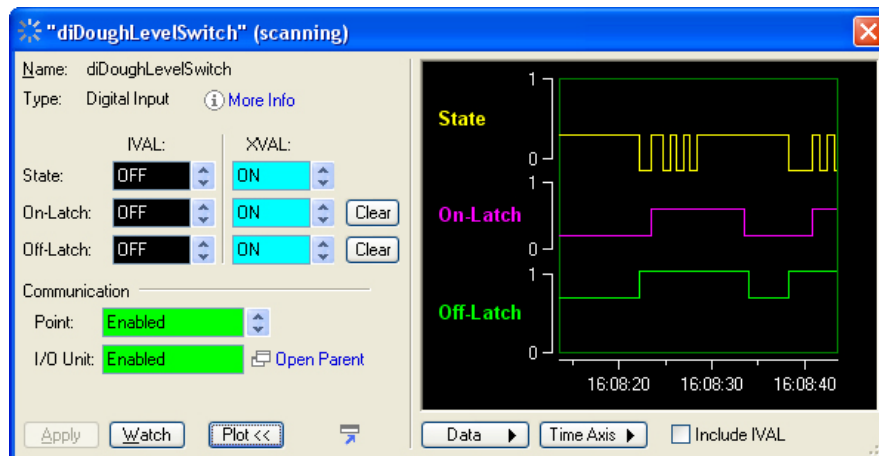 "diDoughLevelSwitch" (scanning)
Name: diDoughLevelSwitch
Type: Digital Input More Info
IVAL: XVAL:
State: OFF ON
On-Latch: OFF ON Clear
Off-Latch: OFF ON Clear
Communication
Point: Enabled
I/O Unit: Enabled Open Parent
Apply Watch Plot <<
1
State
0
1
On-Latch
0
1
Off-Latch
0
16:08:20 16:08:30 16:08:40
Data Time Axis Include IVAL